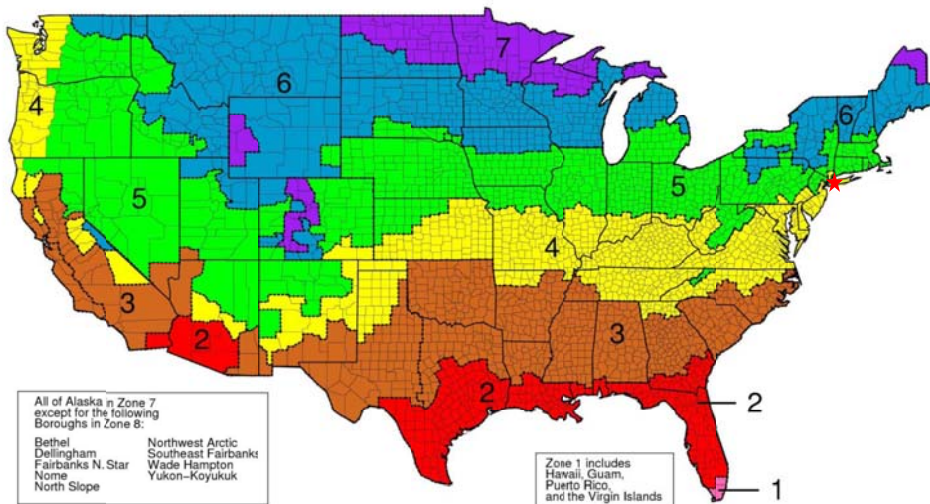 7
6
4
6
5
5
4
3
3
2
2
2
1
All of Alaska in Zone 7
except for the following
Boroughs in Zone 8:
Bethel
Dellingham
Fairbanks N. Star
Nome
North Slope
Northwest Arctic
Southeast Fairbanks
Wade Hampton
Yukon-Koyukuk
Zone 1 includes
Hawaii, Guam,
Puerto Rico,
and the Virgin Islands